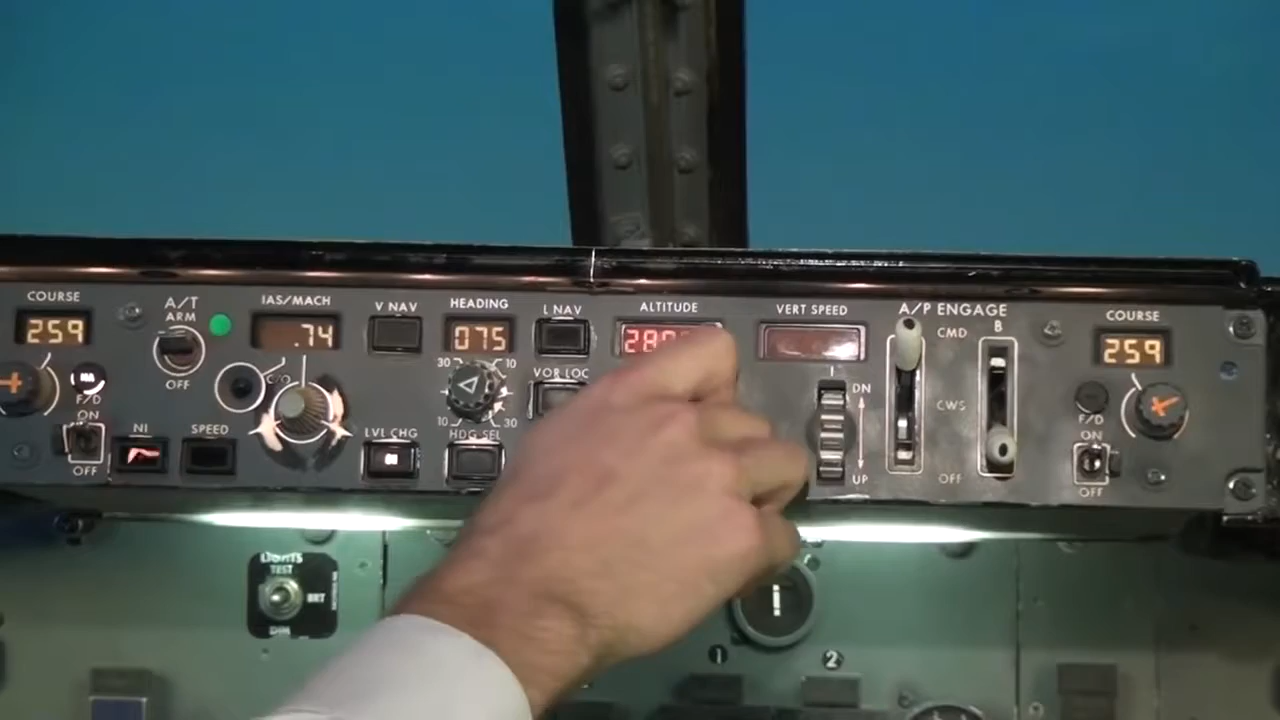 COURSE
259
A/T
ARM
OFF
F/D
ON
OFF
N1
SPEED
IAS/MACH
.74
C/O
V NAV
LVL CHG
HEADING
075
30
10
10
30
HDG SEL
L NAV
VOR LOC
ALTITUDE
VERT SPEED
DN
UP
A/P ENGAGE
B
CMD
CWS
OFF
COURSE
259
F/D
ON
OFF
LIGHTS
TEST
BRT
DIM
1
2